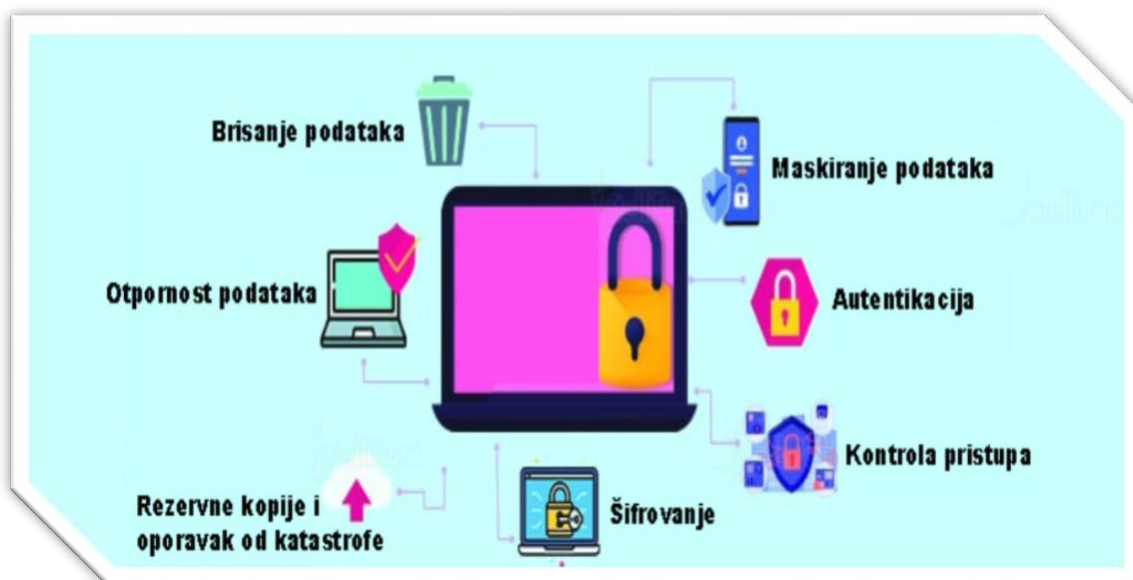 Brisanje podataka
Maskiranje podataka
Otpornost podataka
Autentikacija
Kontrola pristupa
Rezervne kopije i
oporavak od katastrofe
Šifrovanje